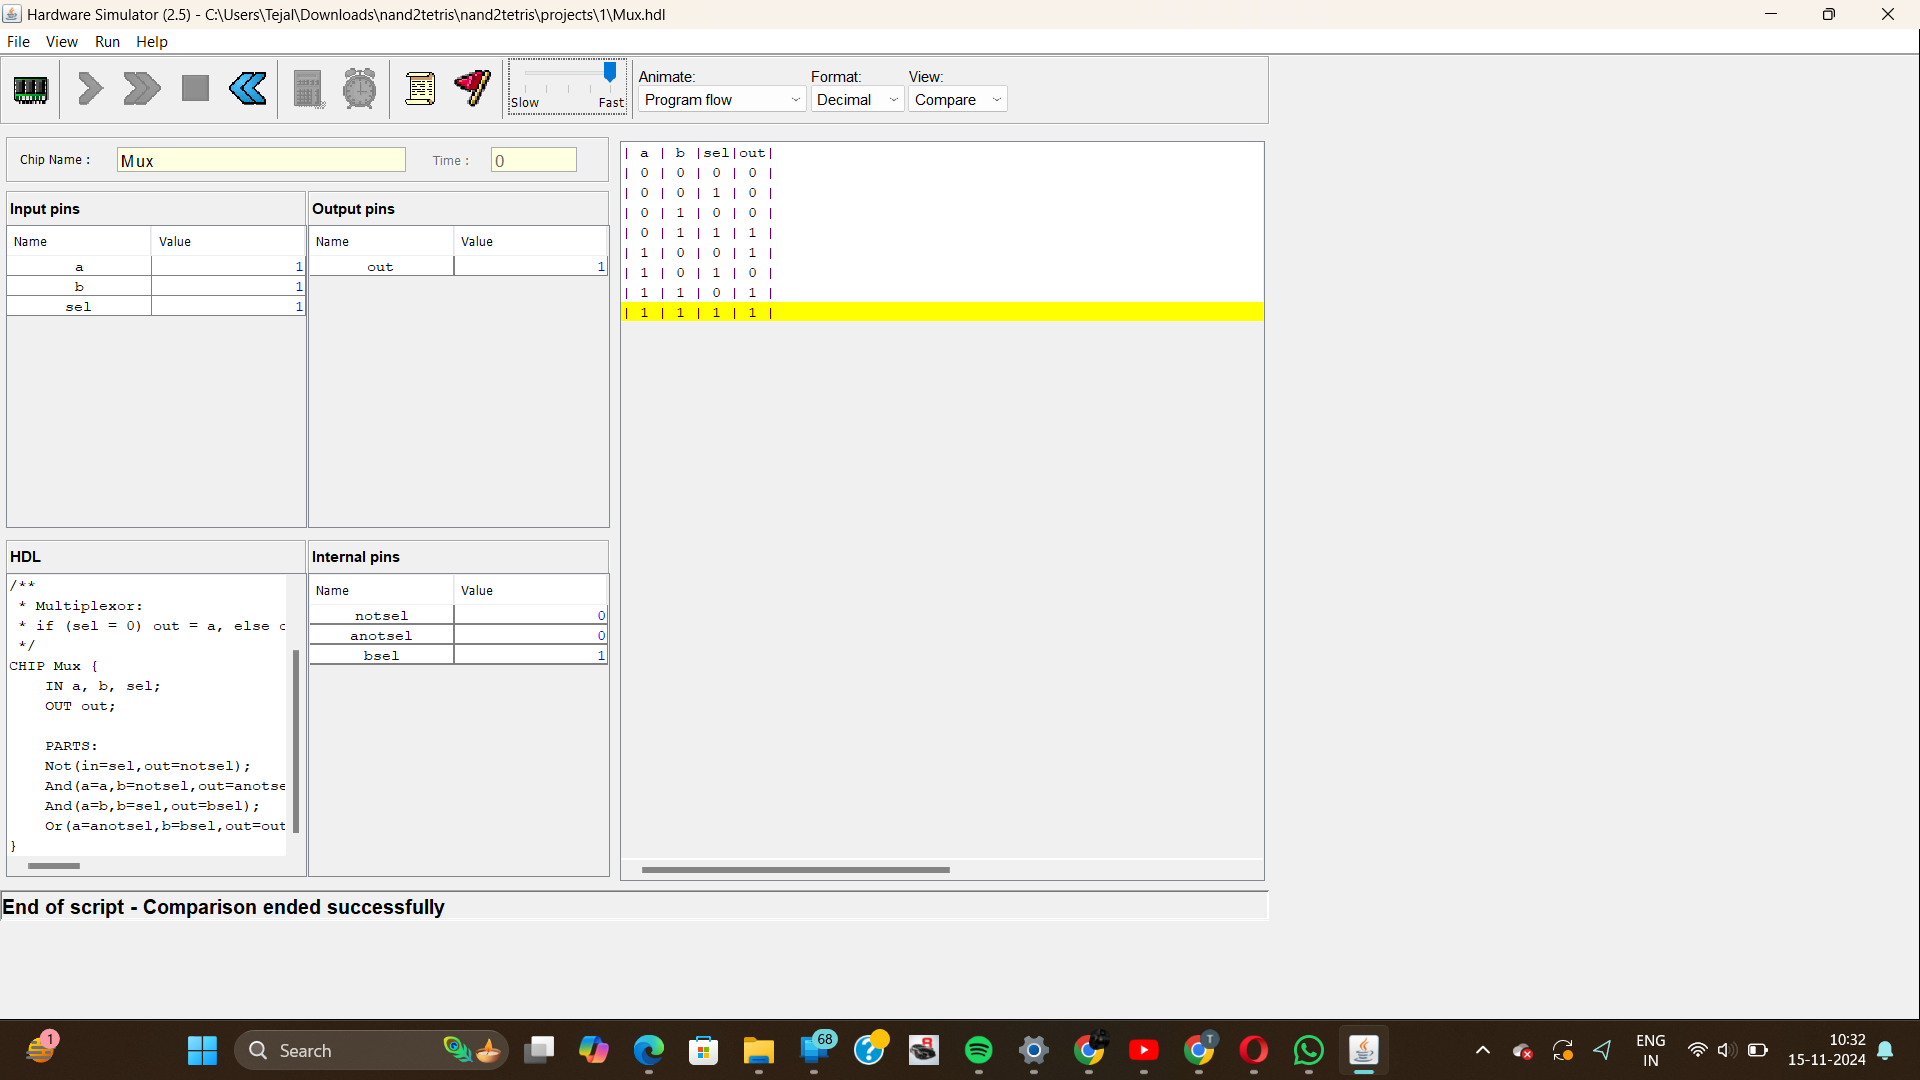 Hardware Simulator (2.5) - C:\Users\Tejal\Downloads\nand2tetris\nand2tetris\projects\1\Mux.hdl
File View Run Help
Slow Fast
Animate: Format: View:
Program flow Decimal Compare
Chip Name : Mux Time : 0
Input pins
Name Value
a 1
b 1
sel 1
Output pins
Name Value
out 1
HDL
/**
* Multiplexor:
* if (sel = 0) out = a, else
*/
CHIP Mux {
IN a, b, sel;
OUT out;
PARTS:
Not(in=sel,out=notsel);
And(a=a,b=notsel,out=anotse
And(a=b,b=sel,out=bsel);
Or(a=anotsel,b=bsel,out=out
}
Internal pins
Name Value
notsel 0
anotsel 0
bsel 1
| a | b |sel|out|
| 0 | 0 | 0 | 0 |
| 0 | 0 | 1 | 0 |
| 0 | 1 | 0 | 0 |
| 0 | 1 | 1 | 1 |
| 1 | 0 | 0 | 1 |
| 1 | 0 | 1 | 0 |
| 1 | 1 | 0 | 1 |
| 1 | 1 | 1 | 1 |
End of script - Comparison ended successfully
1
Search
68
T
ENG
IN
10:32
15-11-2024